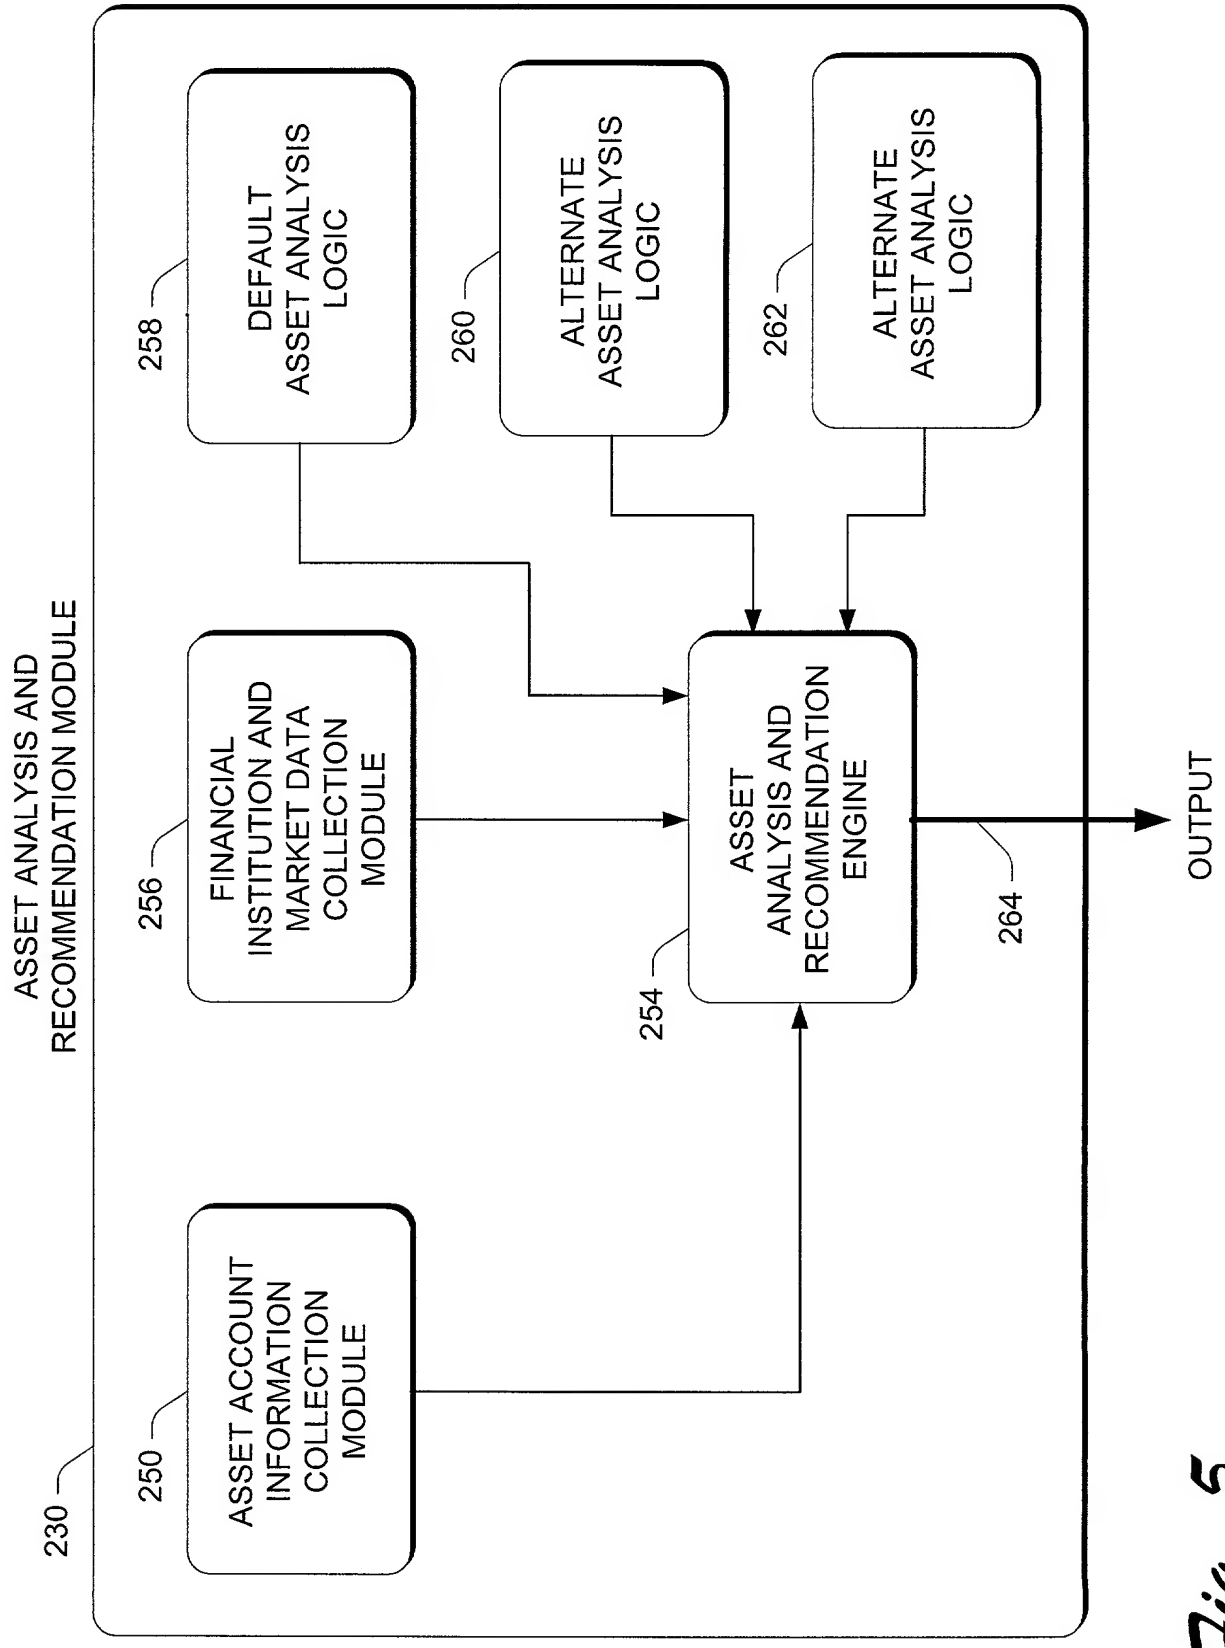 ASSET ANALYSIS AND
RECOMMENDATION MODULE
230
250
ASSET ACCOUNT
INFORMATION
COLLECTION
MODULE
256
FINANCIAL
INSTITUTION AND
MARKET DATA
COLLECTION
MODULE
258
DEFAULT
ASSET ANALYSIS
LOGIC
260
ALTERNATE
ASSET ANALYSIS
LOGIC
262
ALTERNATE
ASSET ANALYSIS
LOGIC
254
ASSET
ANALYSIS AND
RECOMMENDATION
ENGINE
264
OUTPUT
Fig. 5